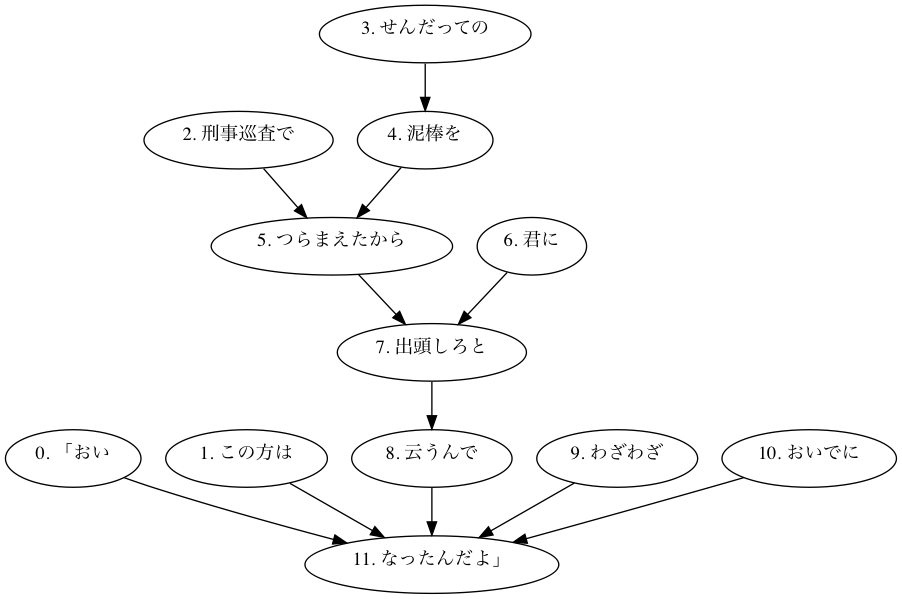 3. せんだっての
2. 刑事巡査で
4. 泥棒を
5. つらまえたから
6. 君に
7. 出頭しろと
0. 「おい
1. この方は
8. 云うんで
9. わざわざ
10. おいでに
11. なったんだよ」